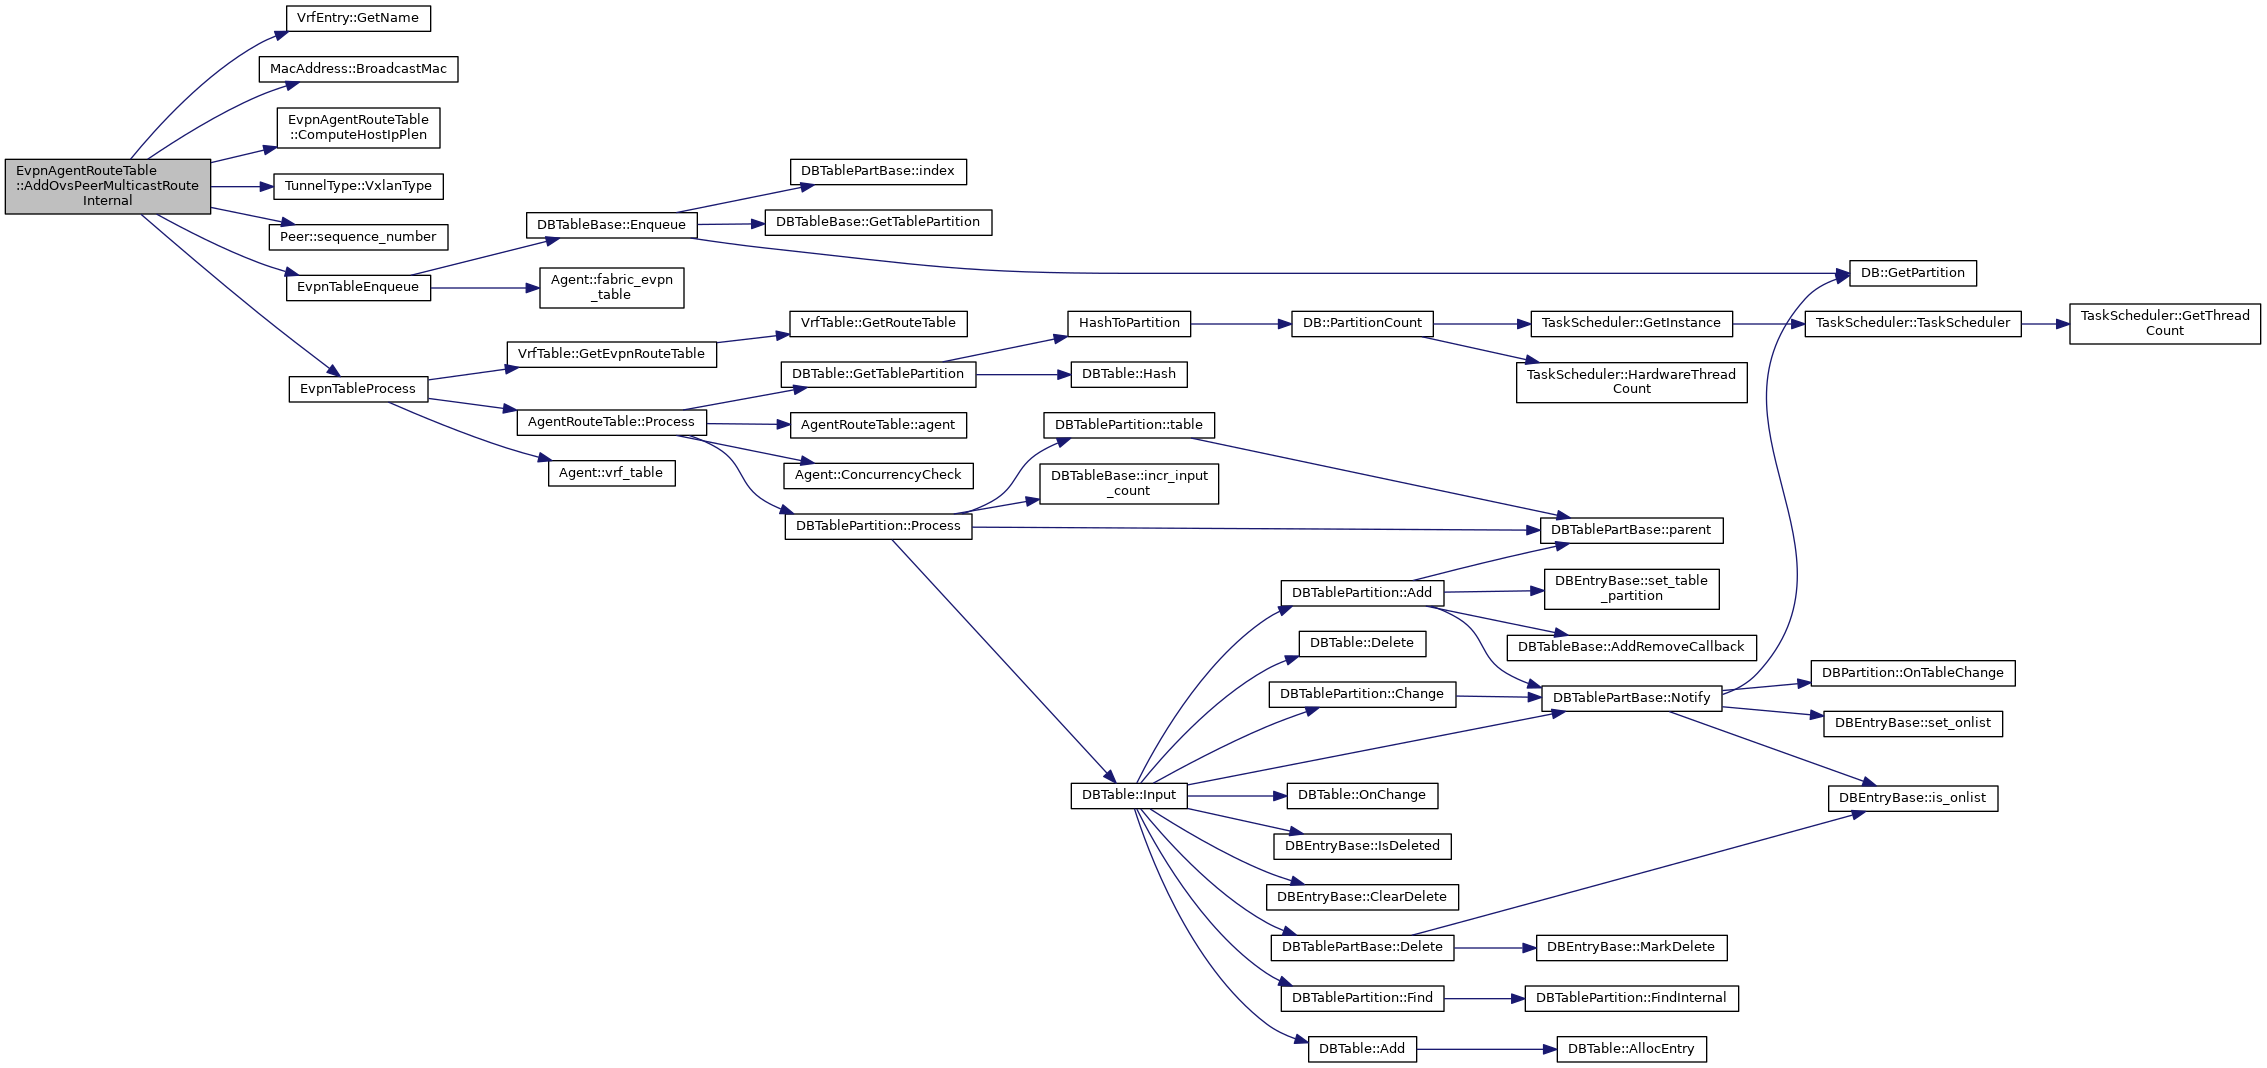 VrfEntry::GetName
MacAddress::BroadcastMac
EvpnAgentRouteTable
::ComputeHostIpPlen
EvpnAgentRouteTable
::AddOvsPeerMulticastRoute
Internal
TunnelType::VxlanType
Peer::sequence_number
EvpnTableEnqueue
EvpnTableProcess
DBTableBase::Enqueue
Agent::fabric_evpn
_table
VrfTable::GetEvpnRouteTable
AgentRouteTable::Process
Agent::vrf_table
DBTablePartBase::index
DBTableBase::GetTablePartition
VrfTable::GetRouteTable
DBTable::GetTablePartition
AgentRouteTable::agent
Agent::ConcurrencyCheck
DBTablePartition::Process
HashToPartition
DBTable::Hash
DBTablePartition::table
DBTableBase::incr_input
_count
DBTable::Input
DB::PartitionCount
DBTablePartition::Add
DBTable::Delete
DBTablePartition::Change
DBTable::OnChange
DBEntryBase::IsDeleted
DBEntryBase::ClearDelete
DBTablePartBase::Delete
DBTablePartition::Find
DBTable::Add
TaskScheduler::GetInstance
TaskScheduler::HardwareThread
Count
DBTablePartBase::parent
DBEntryBase::set_table
_partition
DBTableBase::AddRemoveCallback
DBTablePartBase::Notify
DBEntryBase::MarkDelete
DBTablePartition::FindInternal
DBTable::AllocEntry
DB::GetPartition
TaskScheduler::TaskScheduler
DBPartition::OnTableChange
DBEntryBase::set_onlist
DBEntryBase::is_onlist
TaskScheduler::GetThread
Count